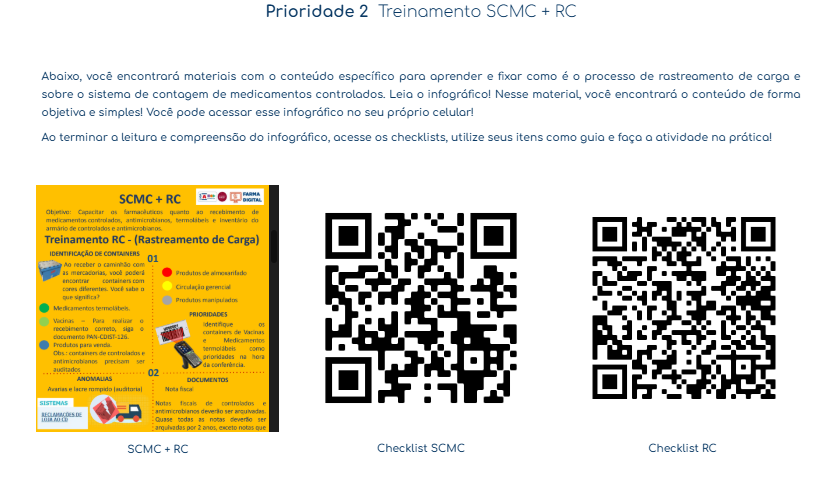 Prioridade 2 Treinamento SCMC + RC
Abaixo, você encontrará materiais com o conteúdo específico para aprender e fixar como é o processo de rastreamento de carga e
sobre o sistema de contagem de medicamentos controlados. Leia o infográfico! Nesse material, você encontrará o conteúdo de forma
objetiva e simples! Você pode acessar esse infográfico no seu próprio celular!
Ao terminar a leitura e compreensão do infográfico, acesse os checklists, utilize seus itens como guia e faça a atividade na prática!
SCMC + RC
FARMA
DIGITAL
Objetivo: Capacitar os farmacêuticos quanto ao recebimento de
medicamentos controlados, antimicrobianos, termolábeis e inventário do
armário de controlados e antimicrobianos.
Treinamento RC - (Rastreamento de Carga)
IDENTIFICAÇÃO DE CONTAINERS
Ao receber o caminhão com
as mercadorias, você poderá
encontrar containers com
cores diferentes. Você sabe o
que significa?
Medicamentos termolábeis.
Vacinas – Para realizar o
recebimento correto, siga o
documento PAN-CDIST-126.
Produtos para venda.
Obs.: containers de controlados e
antimicrobianos precisam ser
auditados
01
Produtos de almoxarifado
Circulação gerencial
Produtos manipulados
PRIORIDADES
Identifique os
containers de Vacinas
e Medicamentos
termolábeis como
prioridades na hora
da conferência.
02
ANOMALIAS
Avarias e lacre rompido (auditoria)
SISTEMAS
RECLAMAÇÕES DE
LOJA AO CD
DOCUMENTOS
Nota fiscal
Notas fiscais de controlados e
antimicrobianos deverão ser arquivadas.
Quase todas as notas deverão ser
arquivadas por 2 anos, exceto notas que
SCMC + RC
Checklist SCMC
Checklist RC